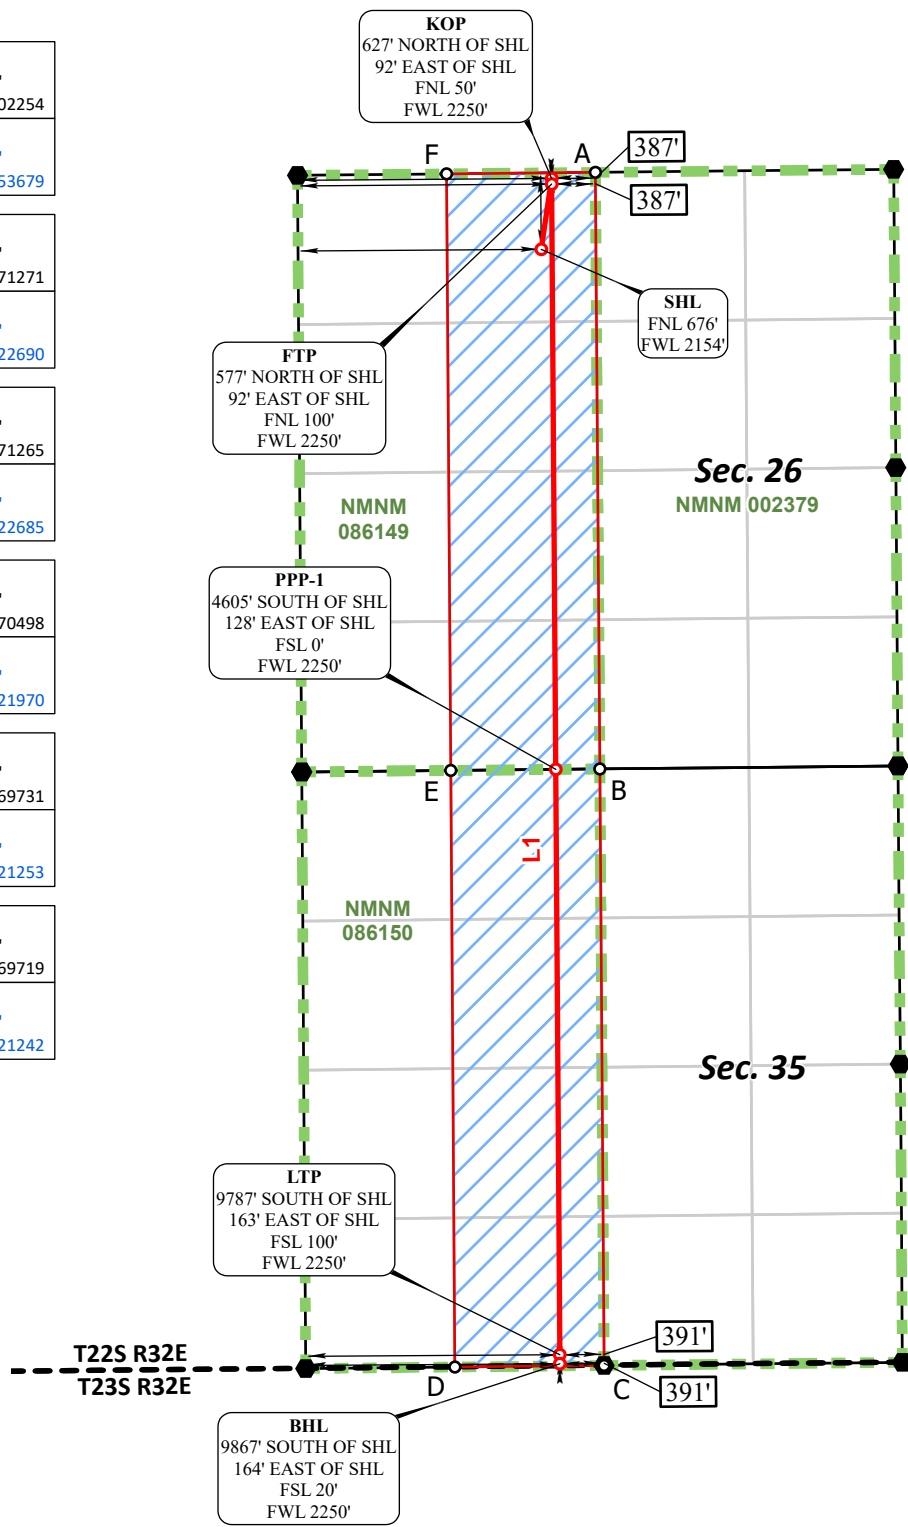 KOP
627' NORTH OF SHL
92' EAST OF SHL
FNL 50'
FWL 2250'
F
A
387'
387'
SHL
FNL 676'
FWL 2154'
FTP
577' NORTH OF SHL
92' EAST OF SHL
FNL 100'
FWL 2250'
Sec. 26
NMNM 002379
NMNM
086149
PPP-1
4605' SOUTH OF SHL
128' EAST OF SHL
FSL 0'
FWL 2250'
E
B
L1
NMNM
086150
Sec. 35
LTP
9787' SOUTH OF SHL
163' EAST OF SHL
FSL 100'
FWL 2250'
391'
T22S R32E
T23S R32E
D
C
391'
BHL
9867' SOUTH OF SHL
164' EAST OF SHL
FSL 20'
FWL 2250'
'
02254
'
53679
'
71271
'
22690
'
71265
'
22685
'
70498
'
21970
'
69731
'
21253
'
69719
'
21242